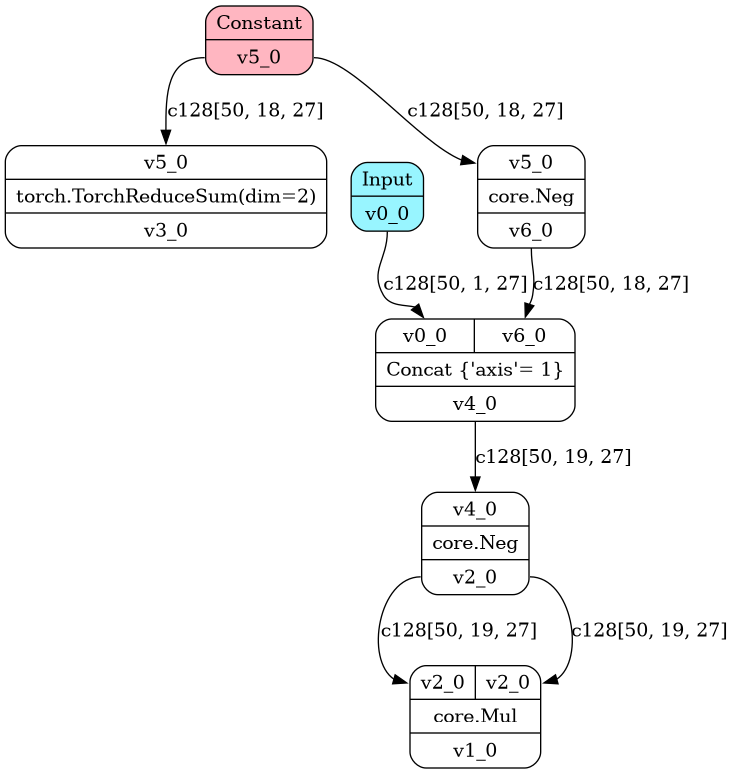 Constant
v5_0
c128[50, 18, 27]
c128[50, 18, 27]
v5_0
torch.TorchReduceSum(dim=2)
v3_0
Input
v0_0
v5_0
core.Neg
v6_0
c128[50, 1, 27]
c128[50, 18, 27]
v0_0 v6_0
Concat {'axis'= 1}
v4_0
c128[50, 19, 27]
v4_0
core.Neg
v2_0
c128[50, 19, 27]
c128[50, 19, 27]
v2_0 v2_0
core.Mul
v1_0